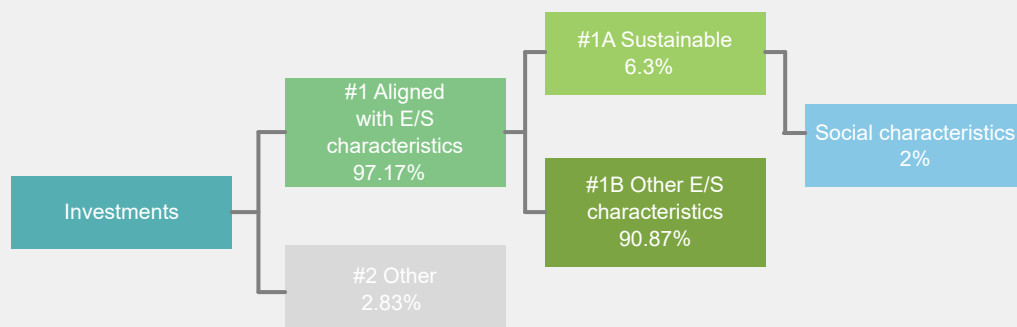 Investments
#1 Aligned
with E/S
characteristics
97.17%
#2 Other
2.83%
#1A Sustainable
6.3%
#1B Other E/S
characteristics
90.87%
Social characteristics
2%